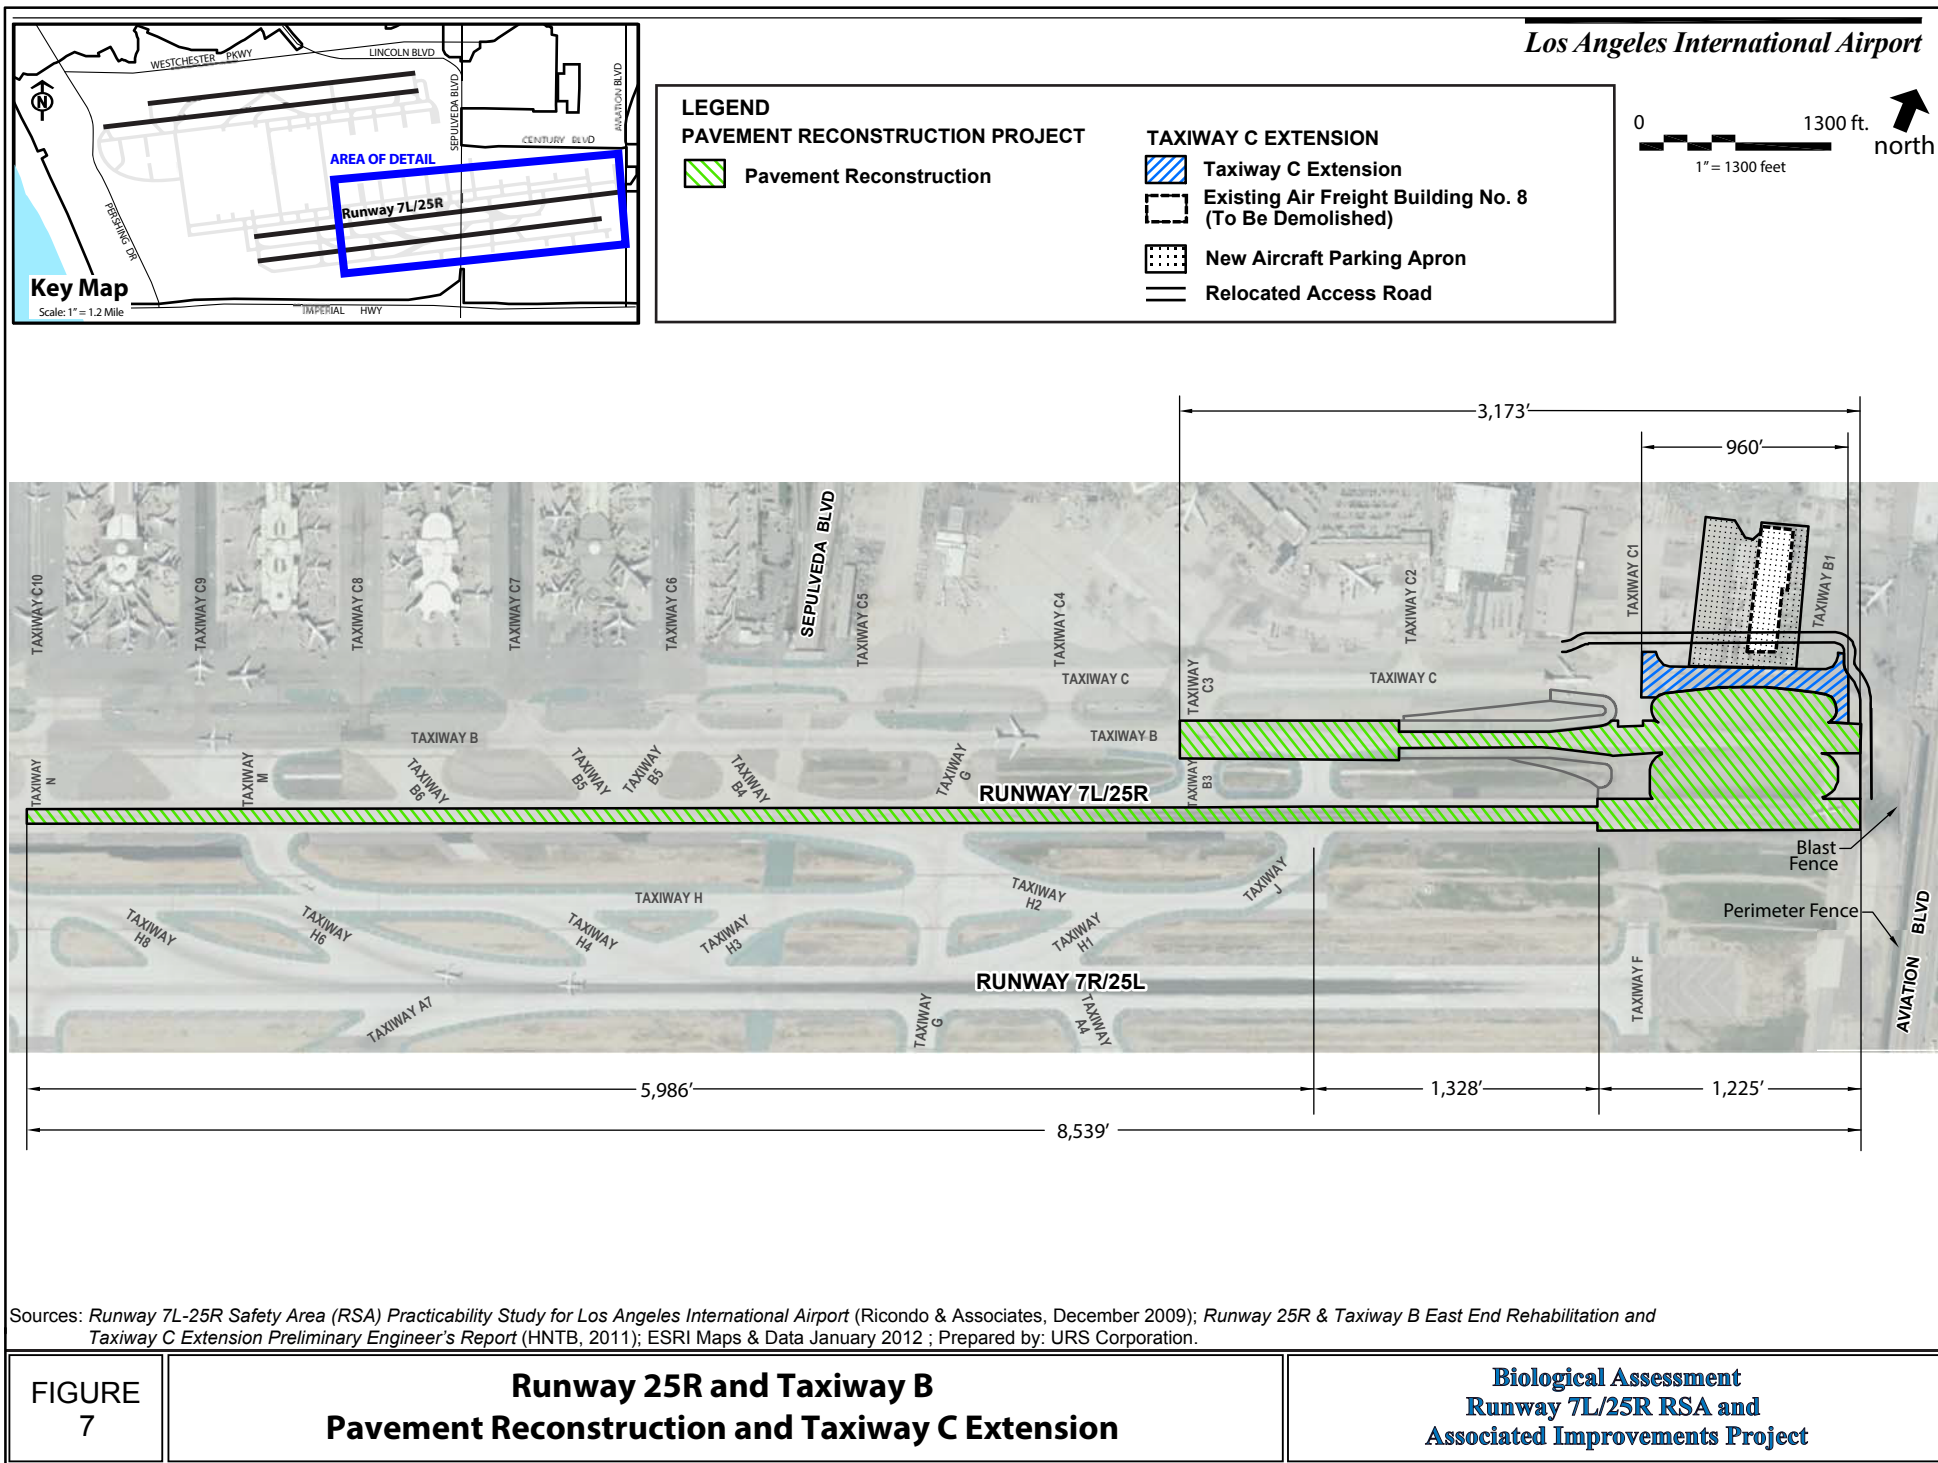 Los Angeles International Airport
WESTCHESTER PKWY
LINCOLN BLVD
SEPULVEDA BLVD
AVIATION BLVD
CENTURY BLVD
N
AREA OF DETAIL
Runway 7L/25R
PERSHING DR
Key Map
Scale: 1" = 1.2 Mile
IMPERIAL HWY
LEGEND
PAVEMENT RECONSTRUCTION PROJECT
Pavement Reconstruction
TAXIWAY C EXTENSION
Taxiway C Extension
Existing Air Freight Building No. 8
(To Be Demolished)
New Aircraft Parking Apron
Relocated Access Road
0
1300 ft.
1" = 1300 feet
north
3,173'
960'
TAXIWAY C10
TAXIWAY C9
TAXIWAY C8
TAXIWAY C7
TAXIWAY C6
SEPULVEDA BLVD
TAXIWAY C5
TAXIWAY C4
TAXIWAY C2
TAXIWAY C1
TAXIWAY B1
TAXIWAY C
TAXIWAY
C3
TAXIWAY C
TAXIWAY B
TAXIWAY B
TAXIWAY
N
TAXIWAY
M
TAXIWAY
B6
TAXIWAY
B5
TAXIWAY
B5
TAXIWAY
B4
TAXIWAY
G
TAXIWAY
B3
RUNWAY 7L/25R
Blast
Fence
TAXIWAY H
TAXIWAY
H2
TAXIWAY
J
Perimeter Fence
TAXIWAY
H8
TAXIWAY
H6
TAXIWAY
H4
TAXIWAY
H3
TAXIWAY
H1
RUNWAY 7R/25L
TAXIWAY A7
TAXIWAY
G
TAXIWAY
A4
TAXIWAY F
AVIATION BLVD
5,986'
1,328'
1,225'
8,539'
Sources: Runway 7L-25R Safety Area (RSA) Practicability Study for Los Angeles International Airport (Ricondo & Associates, December 2009); Runway 25R & Taxiway B East End Rehabilitation and
Taxiway C Extension Preliminary Engineer's Report (HNTB, 2011); ESRI Maps & Data January 2012 ; Prepared by: URS Corporation.
FIGURE
7
Runway 25R and Taxiway B
Pavement Reconstruction and Taxiway C Extension
Biological Assessment
Runway 7L/25R RSA and
Associated Improvements Project